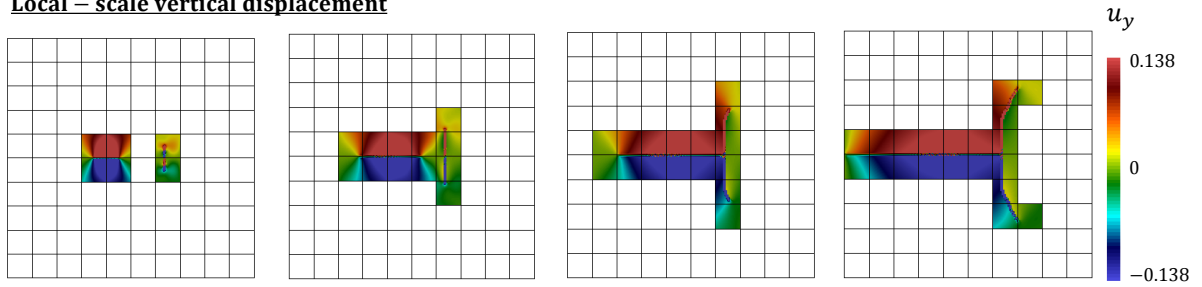 Local – scale vertical displacement
u_y
0.138
0
−0.138